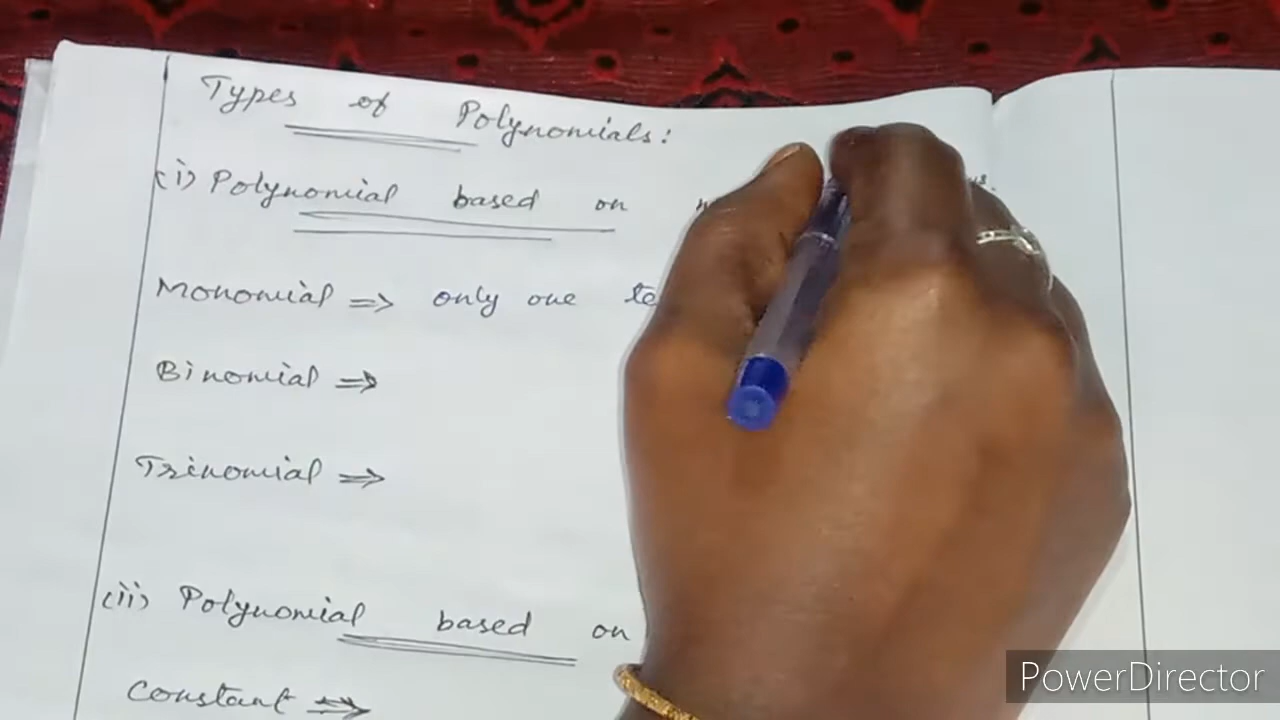 Types of Polynomials:
(i) Polynomial based on
Monomial => only one
Binomial =>
Trinomial =>
(ii) Polynomial based on
Constant =>
PowerDirector